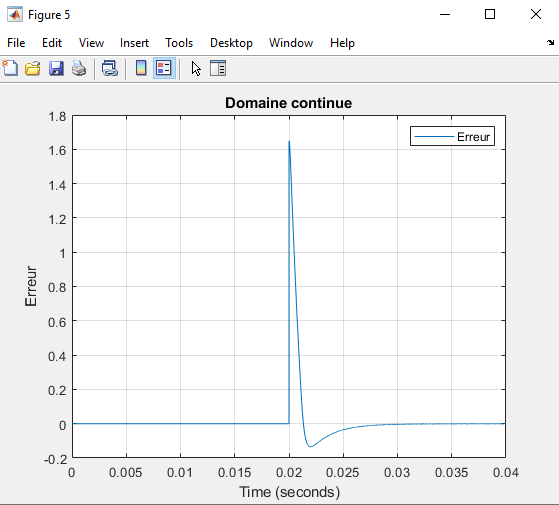 Figure 5
File Edit View Insert Tools Desktop Window Help
Domaine continue
Erreur
1.8
1.6
1.4
1.2
1
0.8
0.6
0.4
0.2
0
-0.2
Erreur
0 0.005 0.01 0.015 0.02 0.025 0.03 0.035 0.04
Time (seconds)